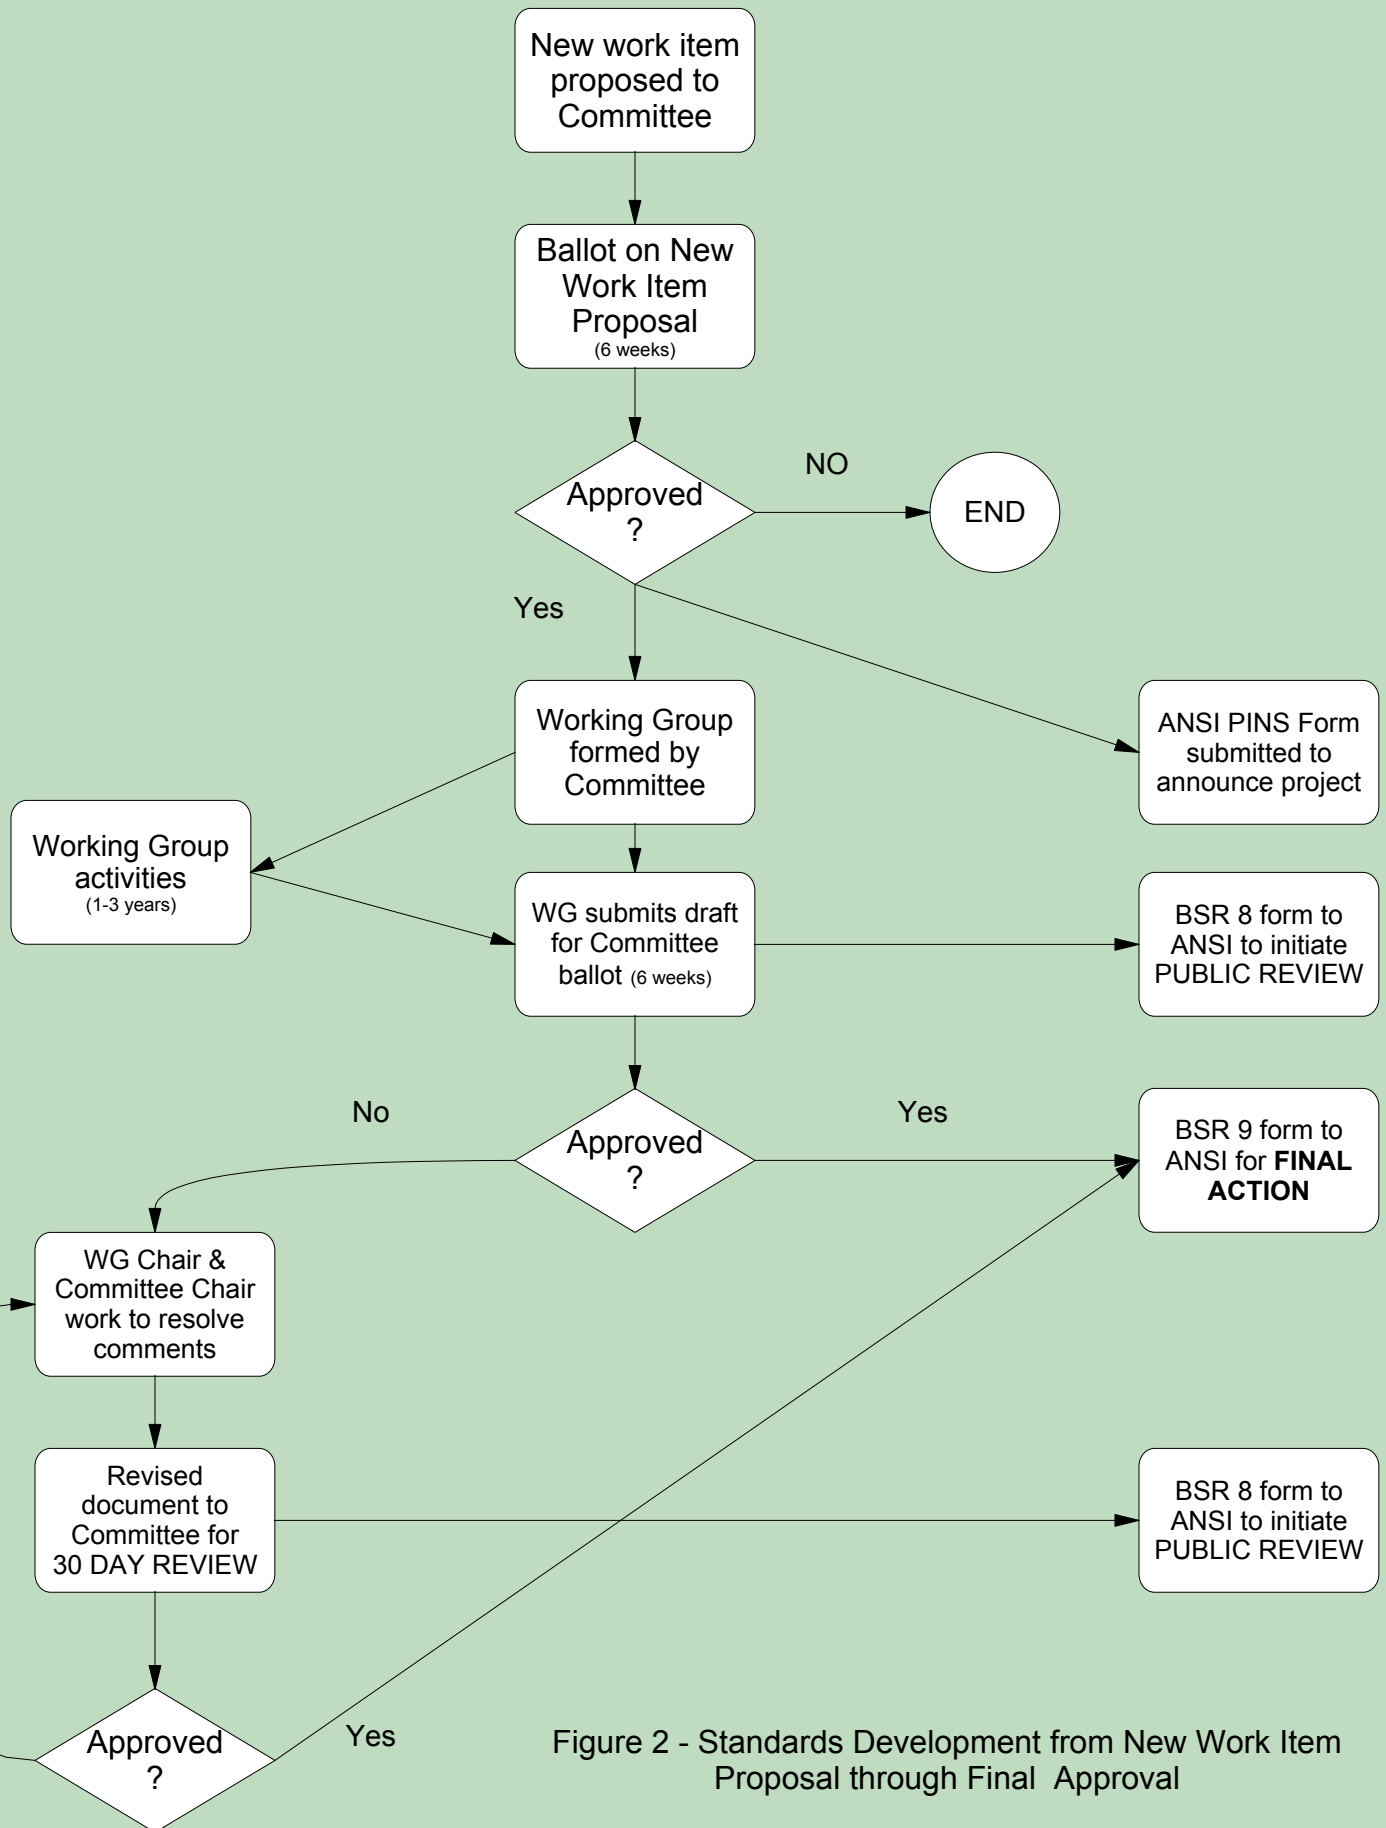 New work item
proposed to
Committee
Ballot on New
Work Item
Proposal
(6 weeks)
Approved
?
NO
END
Yes
Working Group
formed by
Committee
ANSI PINS Form
submitted to
announce project
Working Group
activities
(1-3 years)
WG submits draft
for Committee
ballot (6 weeks)
BSR 8 form to
ANSI to initiate
PUBLIC REVIEW
No
Approved
?
Yes
BSR 9 form to
ANSI for FINAL
ACTION
WG Chair &
Committee Chair
work to resolve
comments
Revised
document to
Committee for
30 DAY REVIEW
BSR 8 form to
ANSI to initiate
PUBLIC REVIEW
Approved
?
Yes
Figure 2 - Standards Development from New Work Item
Proposal through Final  Approval